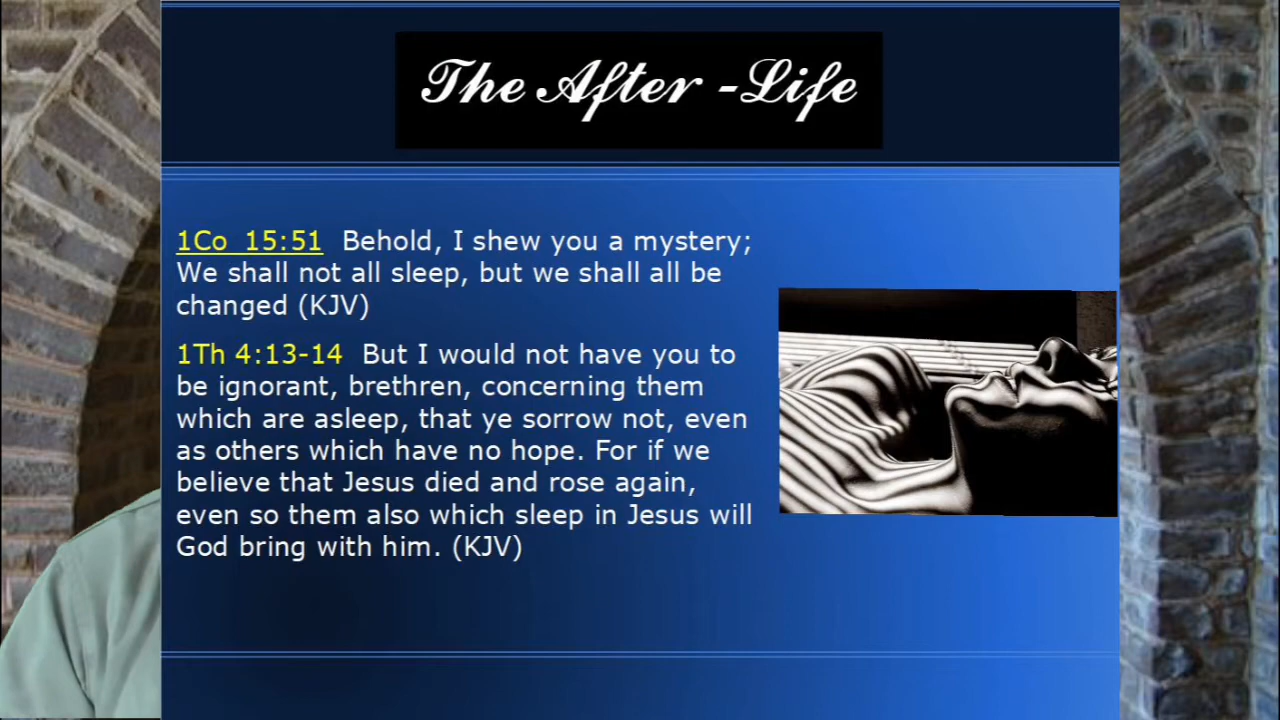 The After -Life
1Co 15:51 Behold, I shew you a mystery;
We shall not all sleep, but we shall all be
changed (KJV)
1Th 4:13-14 But I would not have you to
be ignorant, brethren, concerning them
which are asleep, that ye sorrow not, even
as others which have no hope. For if we
believe that Jesus died and rose again,
even so them also which sleep in Jesus will
God bring with him. (KJV)